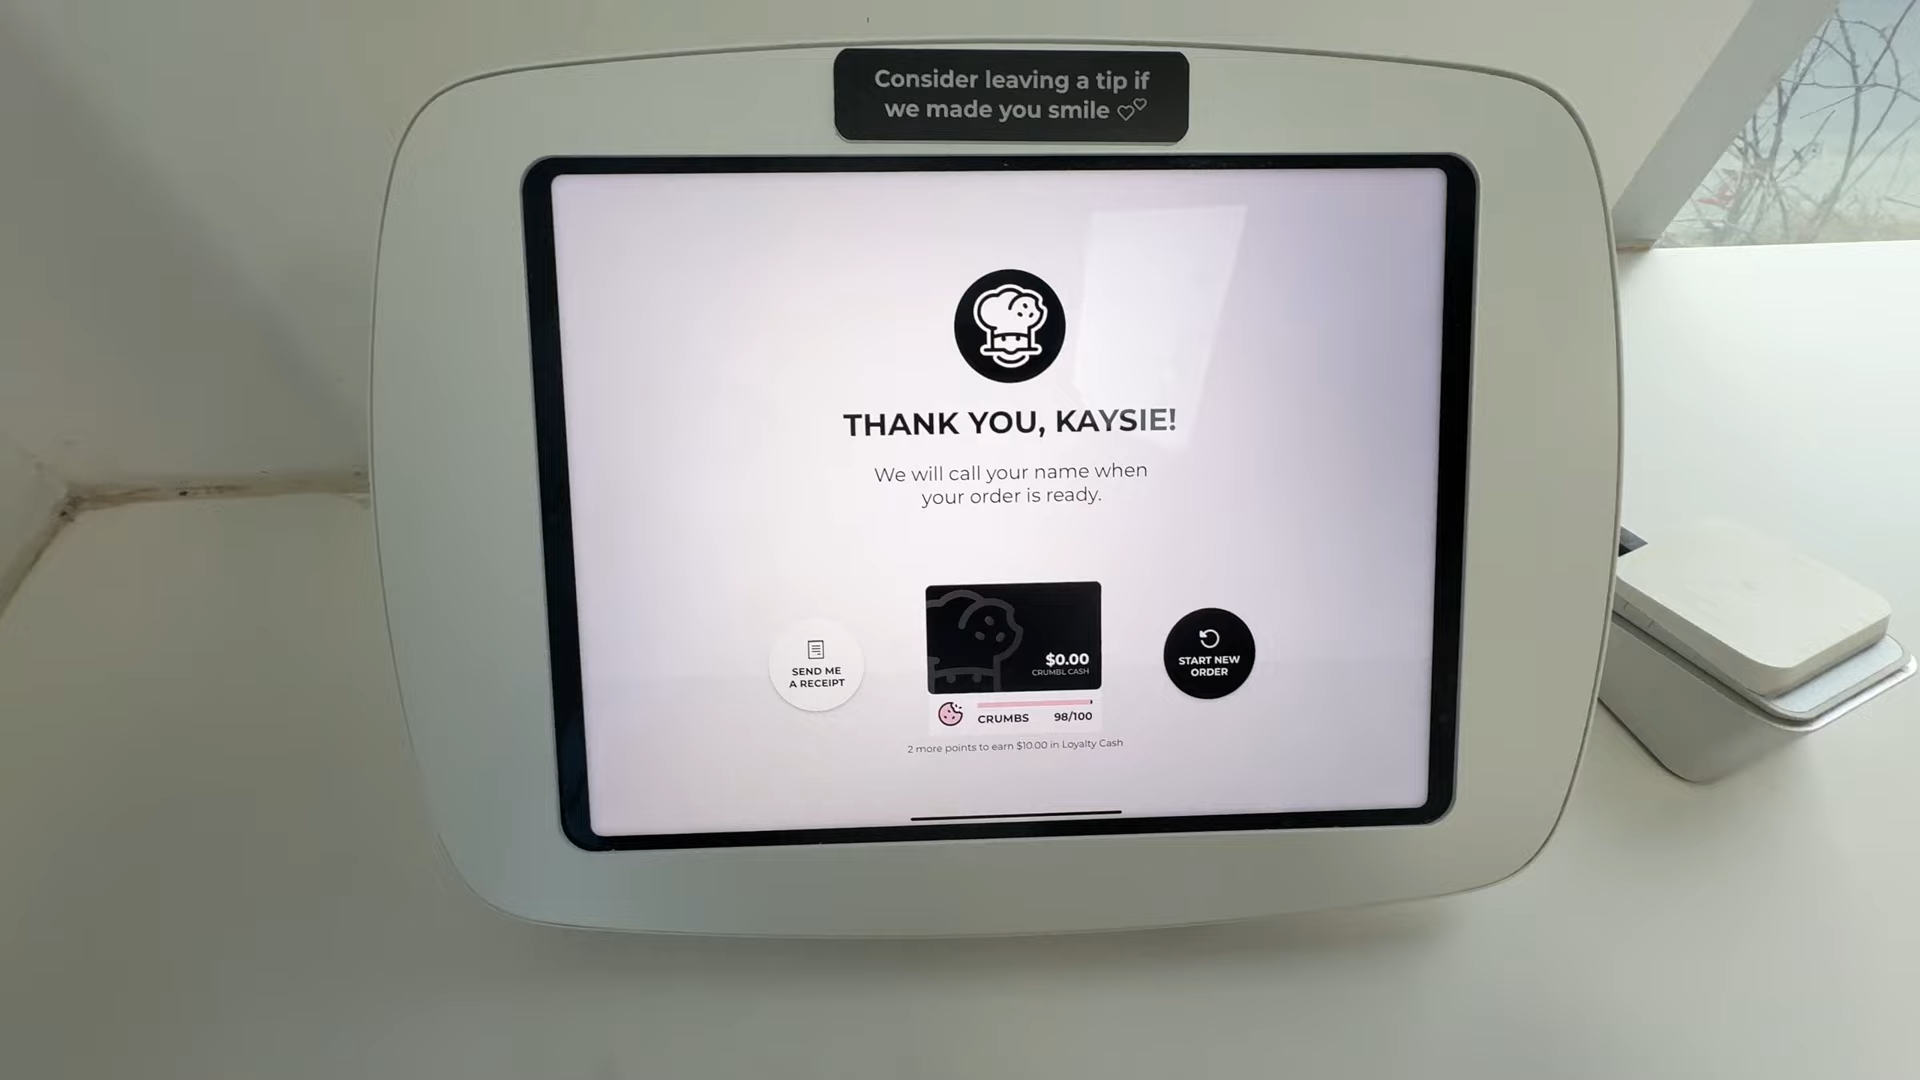 Consider leaving a tip if
we made you smile
THANK YOU, KAYSIE!
We will call your name when
your order is ready.
SEND ME
A RECEIPT
$0.00
CRUMBL CASH
CRUMBS 98/100
2 more points to earn $10.00 in Loyalty Cash
START NEW
ORDER